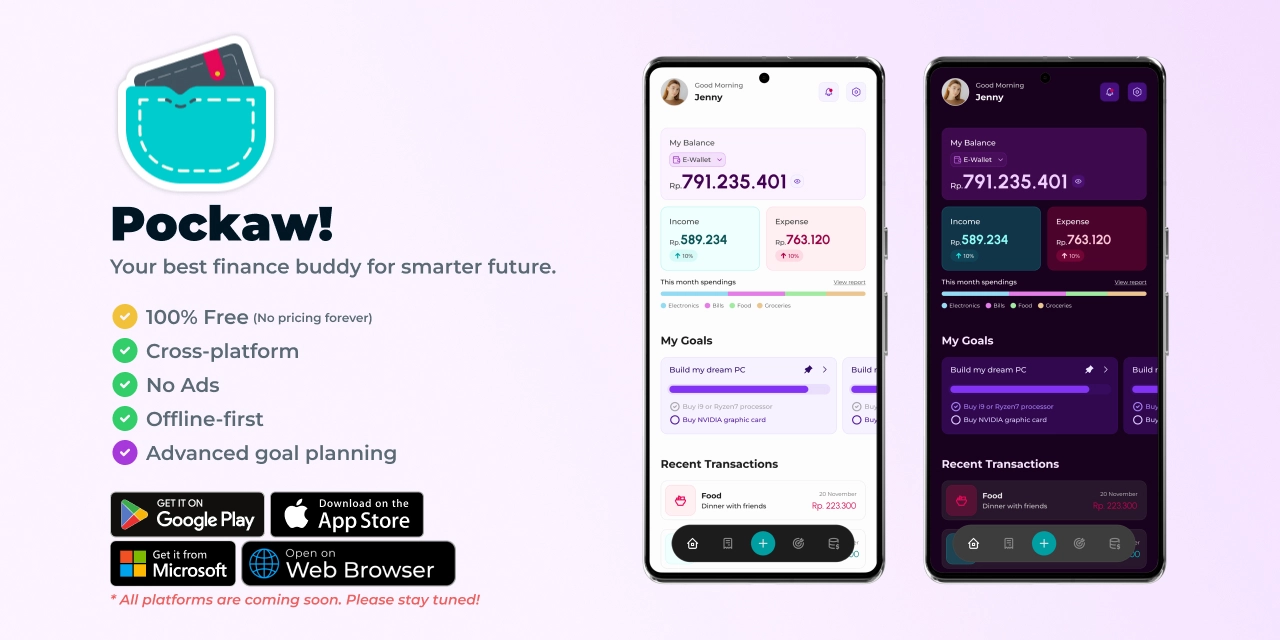 Pockaw!
Your best finance buddy for smarter future.
100% Free (No pricing forever)
Cross-platform
No Ads
Offline-first
Advanced goal planning
GET IT ON
Google Play
Download on the
App Store
Get it from
Microsoft
Open on
Web Browser
* All platforms are coming soon. Please stay tuned!
Good Morning
Jenny
My Balance
E-Wallet
Rp.791.235.401
Income
Rp.589.234
10%
Expense
Rp.763.120
10%
This month spendings
View report
Electronics
Bills
Food
Groceries
My Goals
Build my dream PC
Buy i9 or Ryzen7 processor
Buy NVIDIA graphic card
Build m
Buy
Buy
Recent Transactions
Food
Dinner with friends
20 November
Rp. 223.300
00
Good Morning
Jenny
My Balance
E-Wallet
Rp.791.235.401
Income
Rp.589.234
10%
Expense
Rp.763.120
10%
This month spendings
View report
Electronics
Bills
Food
Groceries
My Goals
Build my dream PC
Buy i9 or Ryzen7 processor
Buy NVIDIA graphic card
Build m
Buy
Buy
Recent Transactions
Food
Dinner with friends
20 November
Rp. 223.300
00